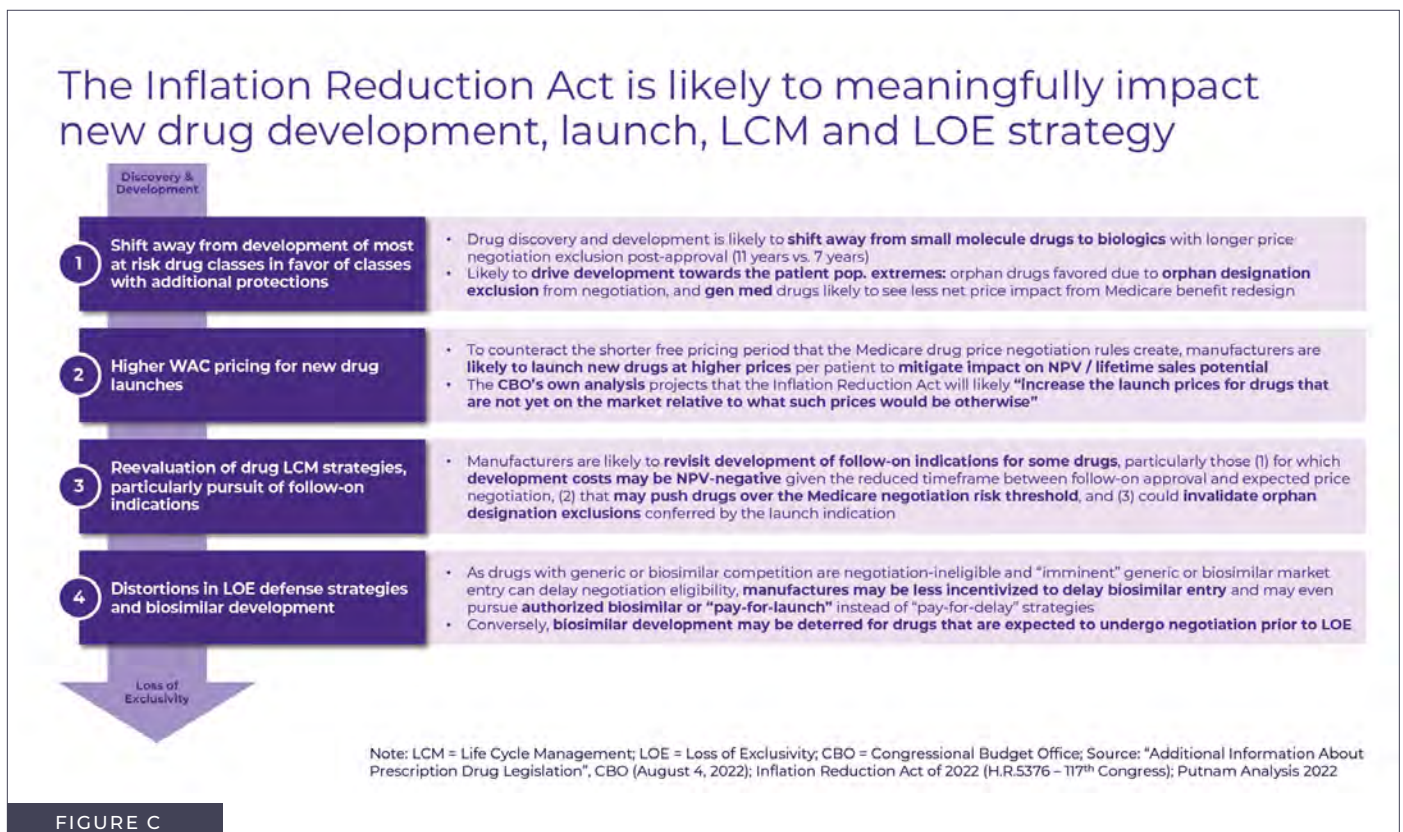 The Inflation Reduction Act is likely to meaningfully impact
new drug development, launch, LCM and LOE strategy
Discovery &
Development
1
Shift away from development of most
at risk drug classes in favor of classes
with additional protections
• Drug discovery and development is likely to shift away from small molecule drugs to biologics with longer price
negotiation exclusion post-approval (11 years vs. 7 years)
• Likely to drive development towards the patient pop. extremes: orphan drugs favored due to orphan designation
exclusion from negotiation, and gen med drugs likely to see less net price impact from Medicare benefit redesign
2
Higher WAC pricing for new drug
launches
• To counteract the shorter free pricing period that the Medicare drug price negotiation rules create, manufacturers are
likely to launch new drugs at higher prices per patient to mitigate impact on NPV / lifetime sales potential
• The CBO's own analysis projects that the Inflation Reduction Act will likely "increase the launch prices for drugs that
are not yet on the market relative to what such prices would be otherwise"
3
Reevaluation of drug LCM strategies,
particularly pursuit of follow-on
indications
• Manufacturers are likely to revisit development of follow-on indications for some drugs, particularly those (1) for which
development costs may be NPV-negative given the reduced timeframe between follow-on approval and expected price
negotiation, (2) that may push drugs over the Medicare negotiation risk threshold, and (3) could invalidate orphan
designation exclusions conferred by the launch indication
4
Distortions in LOE defense strategies
and biosimilar development
• As drugs with generic or biosimilar competition are negotiation-ineligible and "imminent" generic or biosimilar market
entry can delay negotiation eligibility, manufactures may be less incentivized to delay biosimilar entry and may even
pursue authorized biosimilar or "pay-for-launch" instead of "pay-for-delay" strategies
• Conversely, biosimilar development may be deterred for drugs that are expected to undergo negotiation prior to LOE
Loss of
Exclusivity
Note: LCM = Life Cycle Management; LOE = Loss of Exclusivity; CBO = Congressional Budget Office; Source: "Additional Information About
Prescription Drug Legislation", CBO (August 4, 2022); Inflation Reduction Act of 2022 (H.R.5376 – 117th Congress); Putnam Analysis 2022
FIGURE C